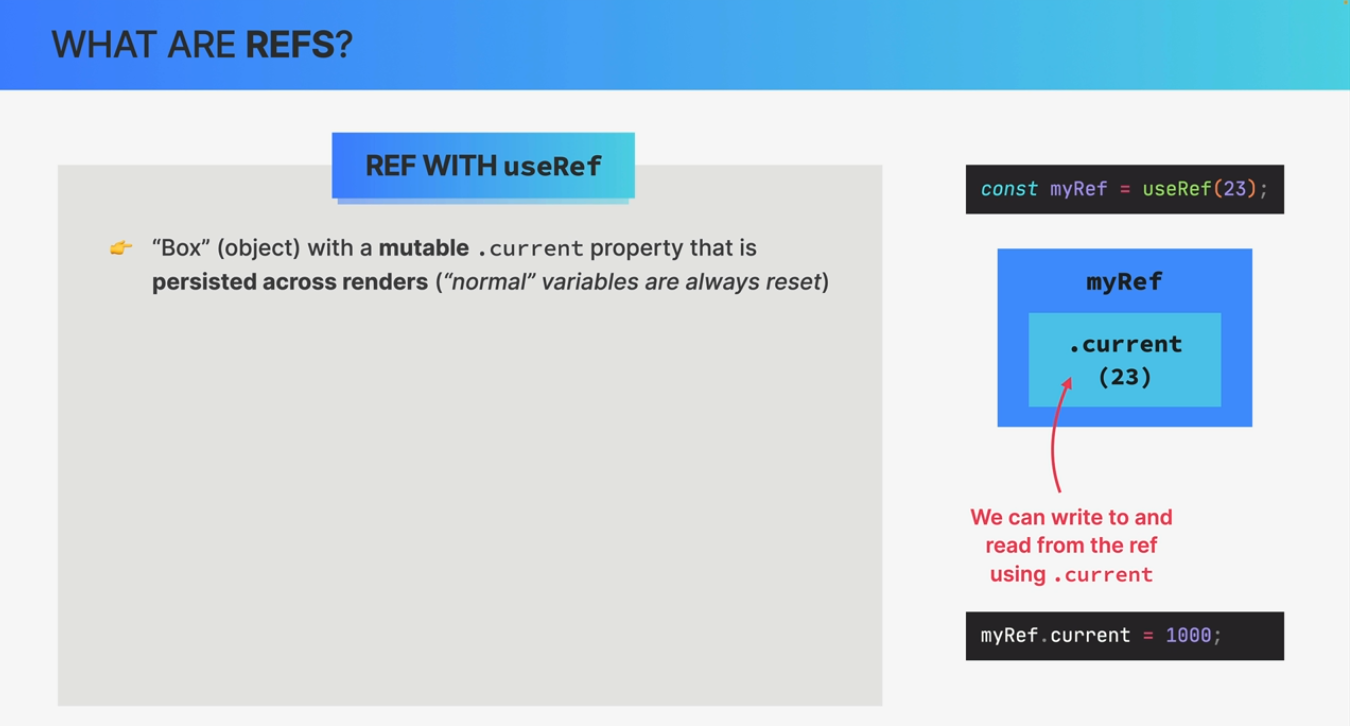 WHAT ARE REFS?
REF WITH useRef
👉 “Box” (object) with a mutable .current property that is
persisted across renders (“normal” variables are always reset)
const myRef = useRef(23);
myRef
.current
(23)
We can write to and
read from the ref
using .current
myRef.current = 1000;